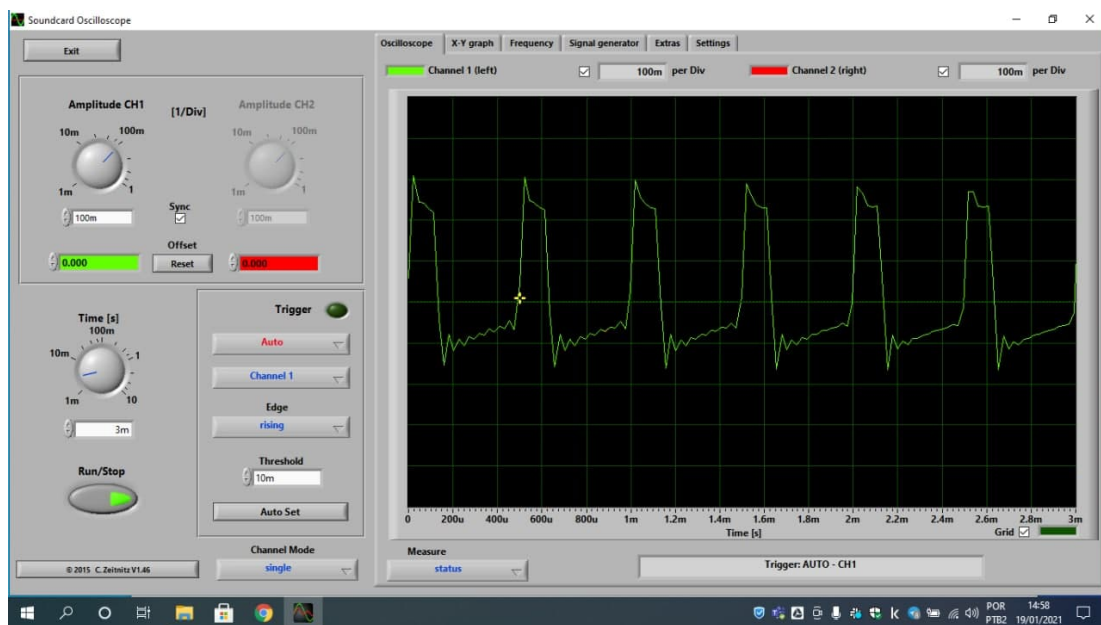 Soundcard Oscilloscope
Exit
Amplitude CH1
[1/Div]
Amplitude CH2
10m
100m
1m
1
10m
100m
1m
1
100m
Sync
100m
Offset
0.000
Reset
0.000
Time [s]
100m
10m
1
1m
10
3m
Run/Stop
Trigger
Auto
Channel 1
Edge
rising
Threshold
10m
Auto Set
Channel Mode
single
© 2015 C. Zeitnitz V1.46
Oscilloscope X-Y graph Frequency Signal generator Extras Settings
Channel 1 (left) 100m per Div Channel 2 (right) 100m per Div
0 200u 400u 600u 800u 1m 1.2m 1.4m 1.6m 1.8m 2m 2.2m 2.4m 2.6m 2.8m 3m
Time [s]
Grid
Measure
status
Trigger: AUTO - CH1
POR 14:58
PTB2 19/01/2021